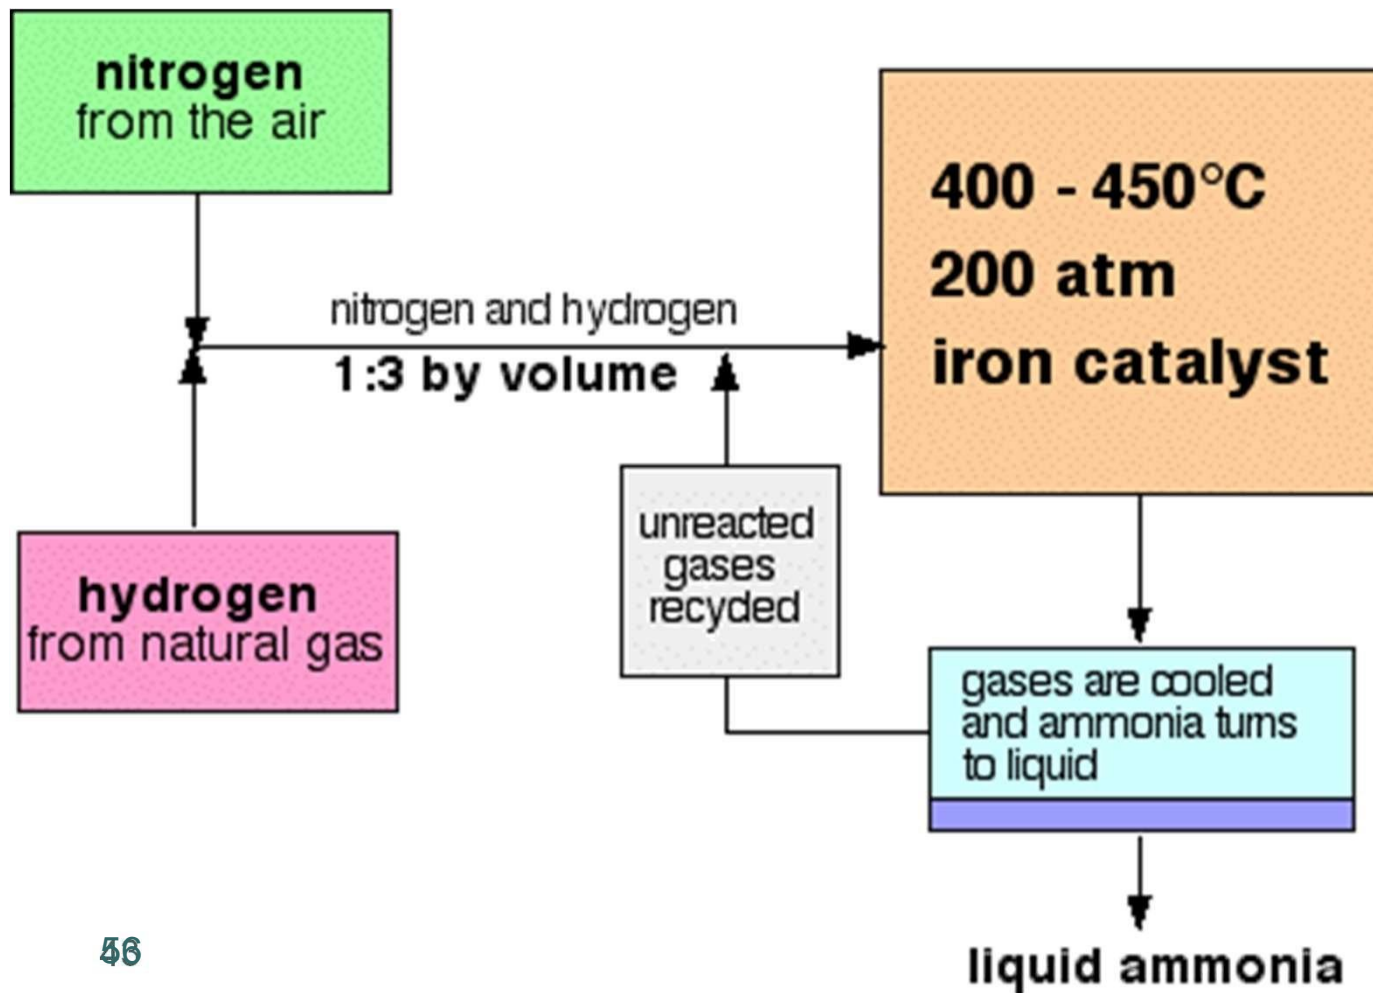 nitrogen
from the air
400 - 450°C
200 atm
iron catalyst
nitrogen and hydrogen
1:3 by volume
hydrogen
from natural gas
unreacted
gases
recycled
gases are cooled
and ammonia turns
to liquid
liquid ammonia